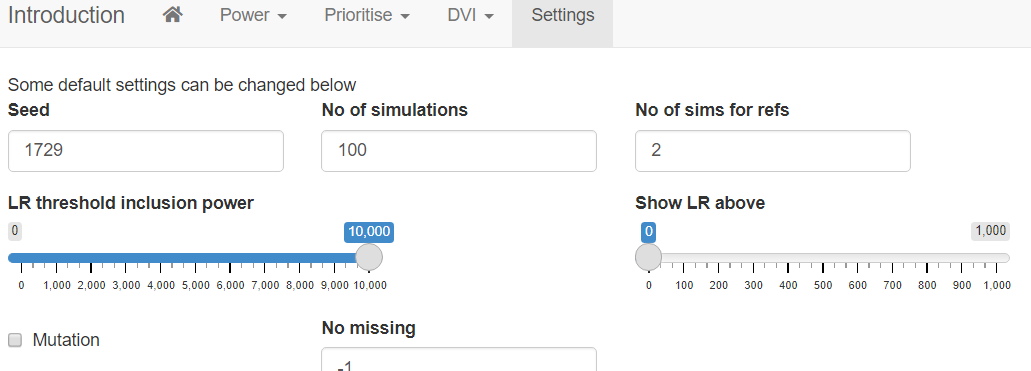 Introduction Power Prioritise DVI Settings
Some default settings can be changed below
Seed No of simulations No of sims for refs
1729 100 2
LR threshold inclusion power Show LR above
0 10,000 0 1,000
0 1,000 2,000 3,000 4,000 5,000 6,000 7,000 8,000 9,000 10,000 0 100 200 300 400 500 600 700 800 900 1,000
No missing
Mutation
-1